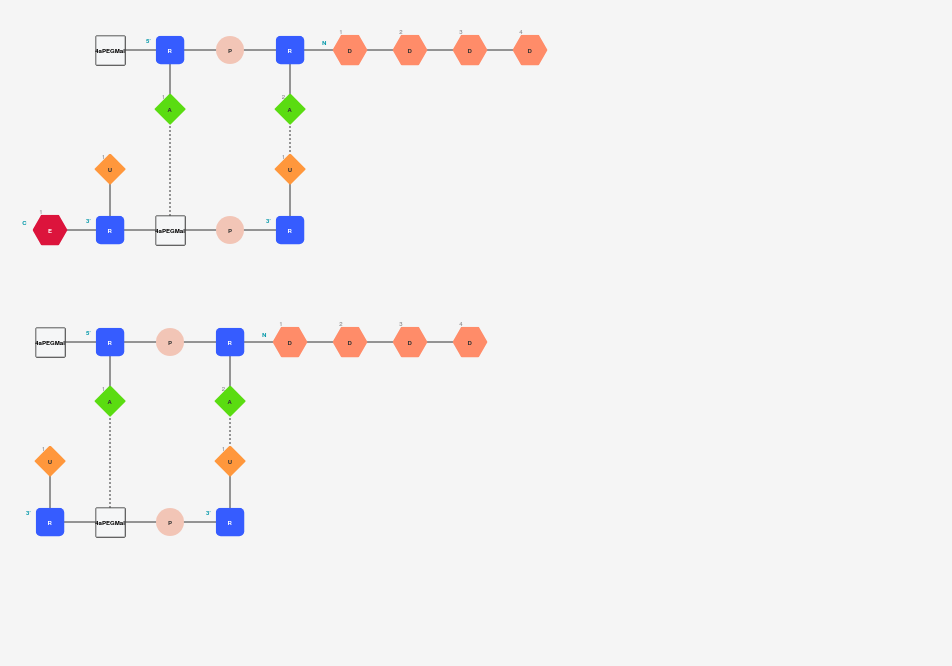 5' N 1 2 3 4
4aPEGMal R P R D D D D
1 2
A A
1 1
U U
C 1 3' 3'
E R 4aPEGMal P R
5' N 1 2 3 4
4aPEGMal R P R D D D D
1 2
A A
1 1
U U
3' 3'
R 4aPEGMal P R